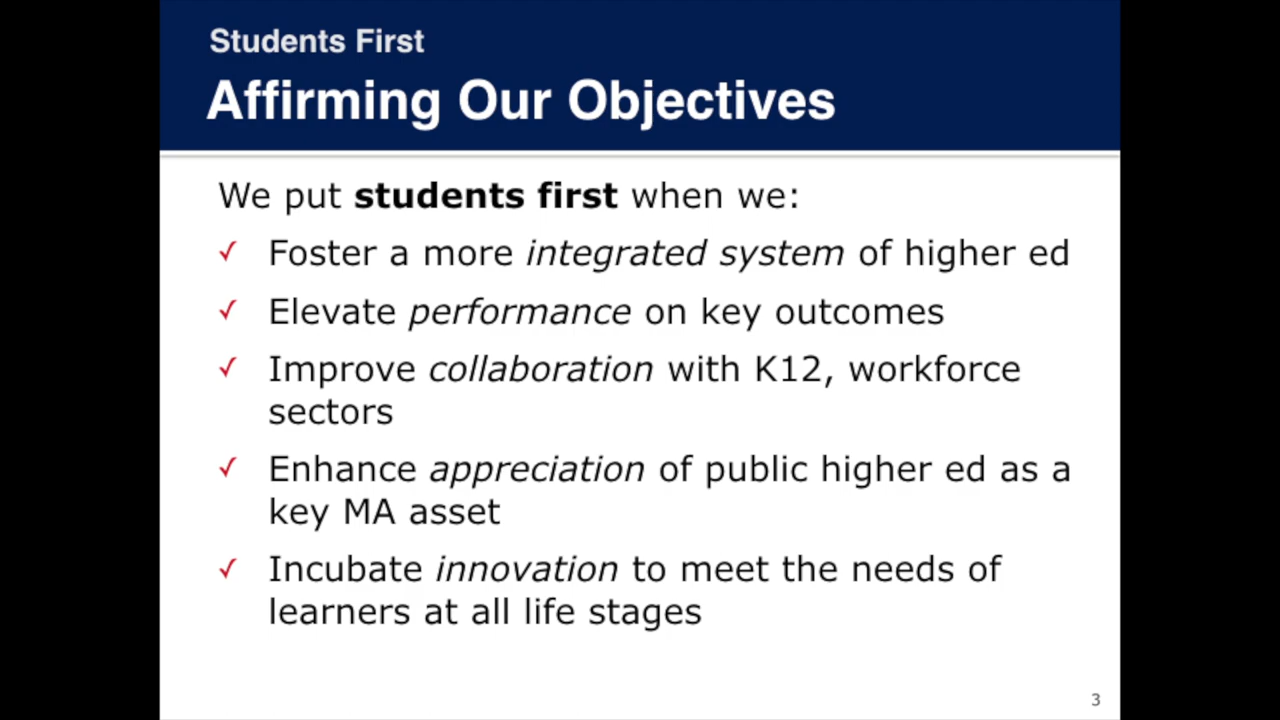 Students First
Affirming Our Objectives
We put students first when we:
✓ Foster a more integrated system of higher ed
✓ Elevate performance on key outcomes
✓ Improve collaboration with K12, workforce
sectors
✓ Enhance appreciation of public higher ed as a
key MA asset
✓ Incubate innovation to meet the needs of
learners at all life stages
3